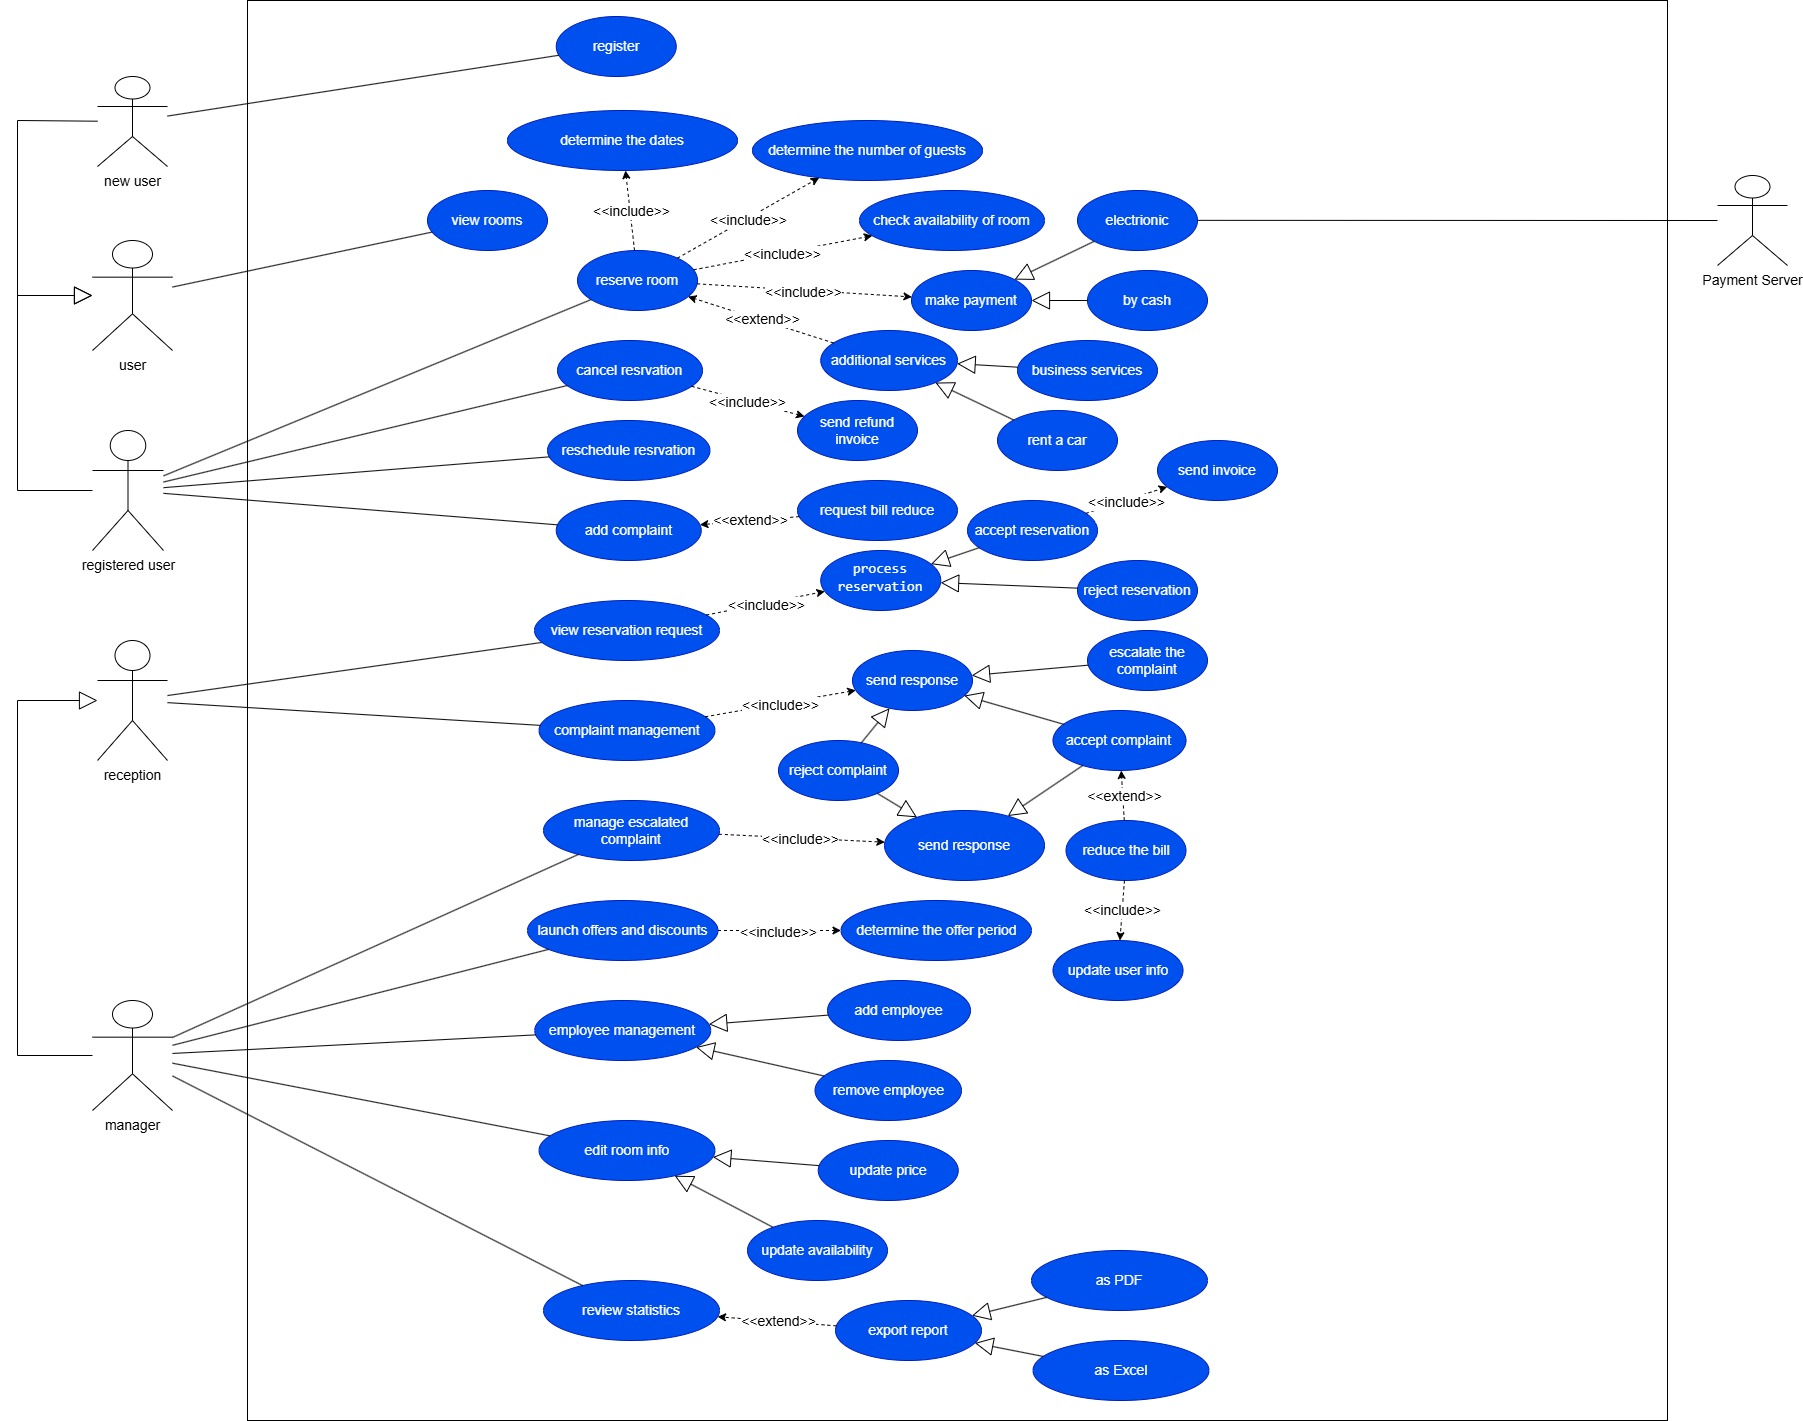 register
new user
determine the dates
determine the number of guests
<<include>>
<<include>>
view rooms
check availability of room
electrionic
Payment Server
<<include>>
reserve room
<<include>>
make payment
by cash
<<extend>>
user
additional services
business services
cancel resrvation
<<include>>
send refund
invoice
rent a car
reschedule resrvation
send invoice
<<include>>
add complaint
<<extend>>
request bill reduce
accept reservation
registered user
process
reservation
reject reservation
<<include>>
view reservation request
escalate the
complaint
send response
<<include>>
complaint management
accept complaint
reception
reject complaint
<<extend>>
manage escalated
complaint
<<include>>
send response
reduce the bill
<<include>>
launch offers and discounts
<<include>>
determine the offer period
update user info
add employee
employee management
remove employee
manager
edit room info
update price
update availability
as PDF
review statistics
<<extend>>
export report
as Excel